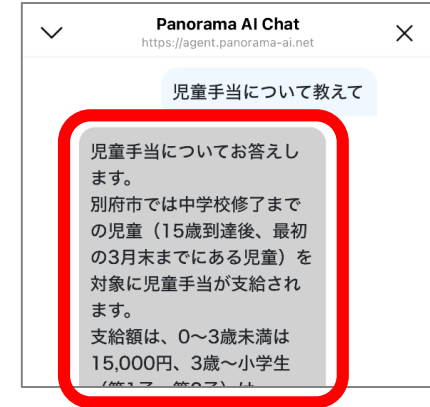 Panorama AI Chat
https://agent.panorama-ai.net
児童手当について教えて
児童手当についてお答えし
ます。
別府市では中学校修了まで
の児童（15歳到達後、最初
の3月末までにある児童）を
対象に児童手当が支給され
ます。
支給額は、0〜3歳未満は
15,000円、3歳〜小学生